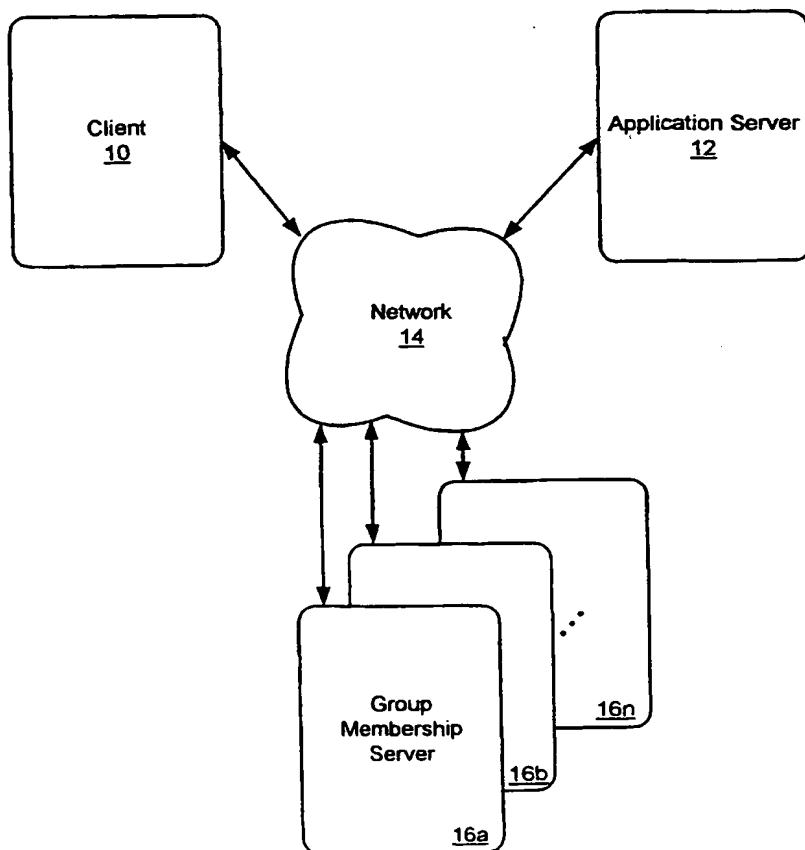 Client
10
Application Server
12
Network
14
Group
Membership
Server
16a
16b
16n